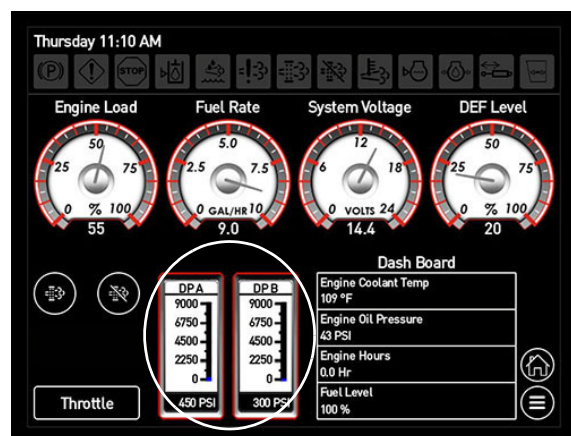 Thursday 11:10 AM
(P)
STOP
Engine Load
Fuel Rate
System Voltage
DEF Level
25 50 75
0 % 100
55
2.5 5.0 7.5
0 GAL/HR 10
9.0
6 12 18
0 VOLTS 24
14.4
25 50 75
0 % 100
20
DP A
9000
6750
4500
2250
0
450 PSI
DP B
9000
6750
4500
2250
0
300 PSI
Dash Board
Engine Coolant Temp
109 °F
Engine Oil Pressure
43 PSI
Engine Hours
0.0 Hr
Fuel Level
100 %
Throttle